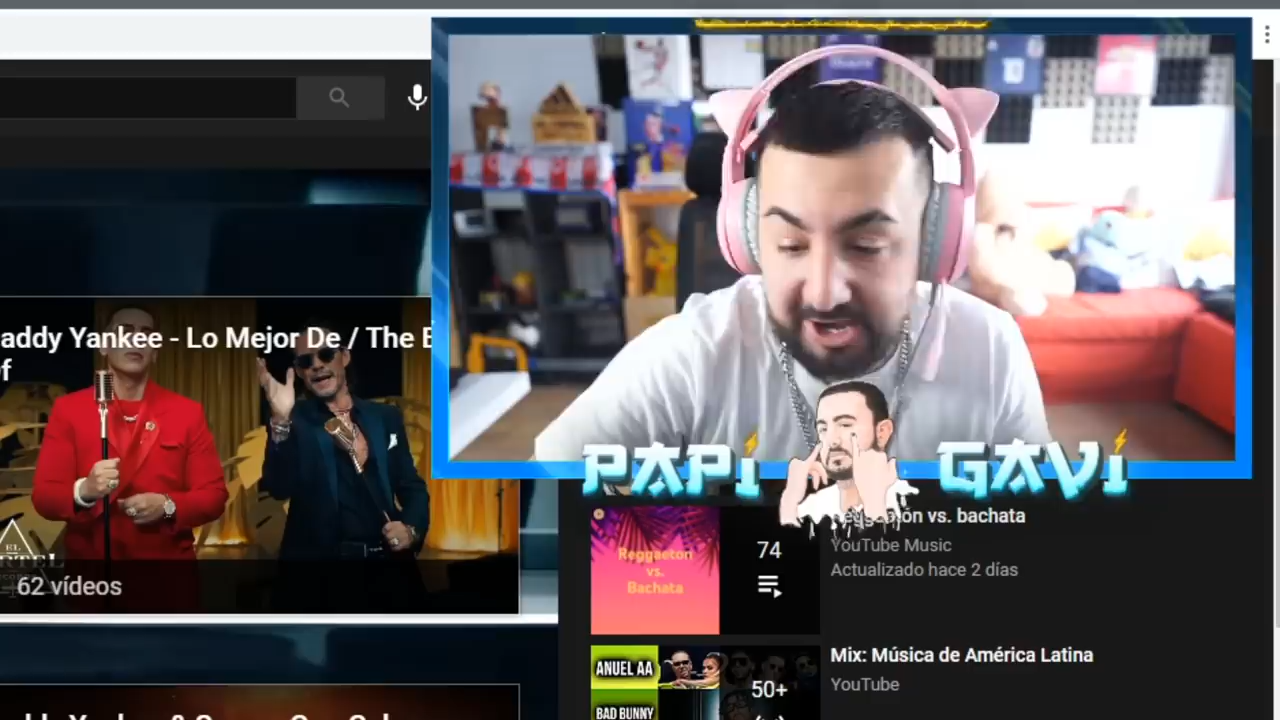 addy Yankee - Lo Mejor De / The
f
62 vídeos
PAPi GAVi
10
Reggaeton
vs.
Bachata
74
vs. bachata
YouTube Music
Actualizado hace 2 días
ANUEL AA
BAD BUNNY
50+
Mix: Música de América Latina
YouTube